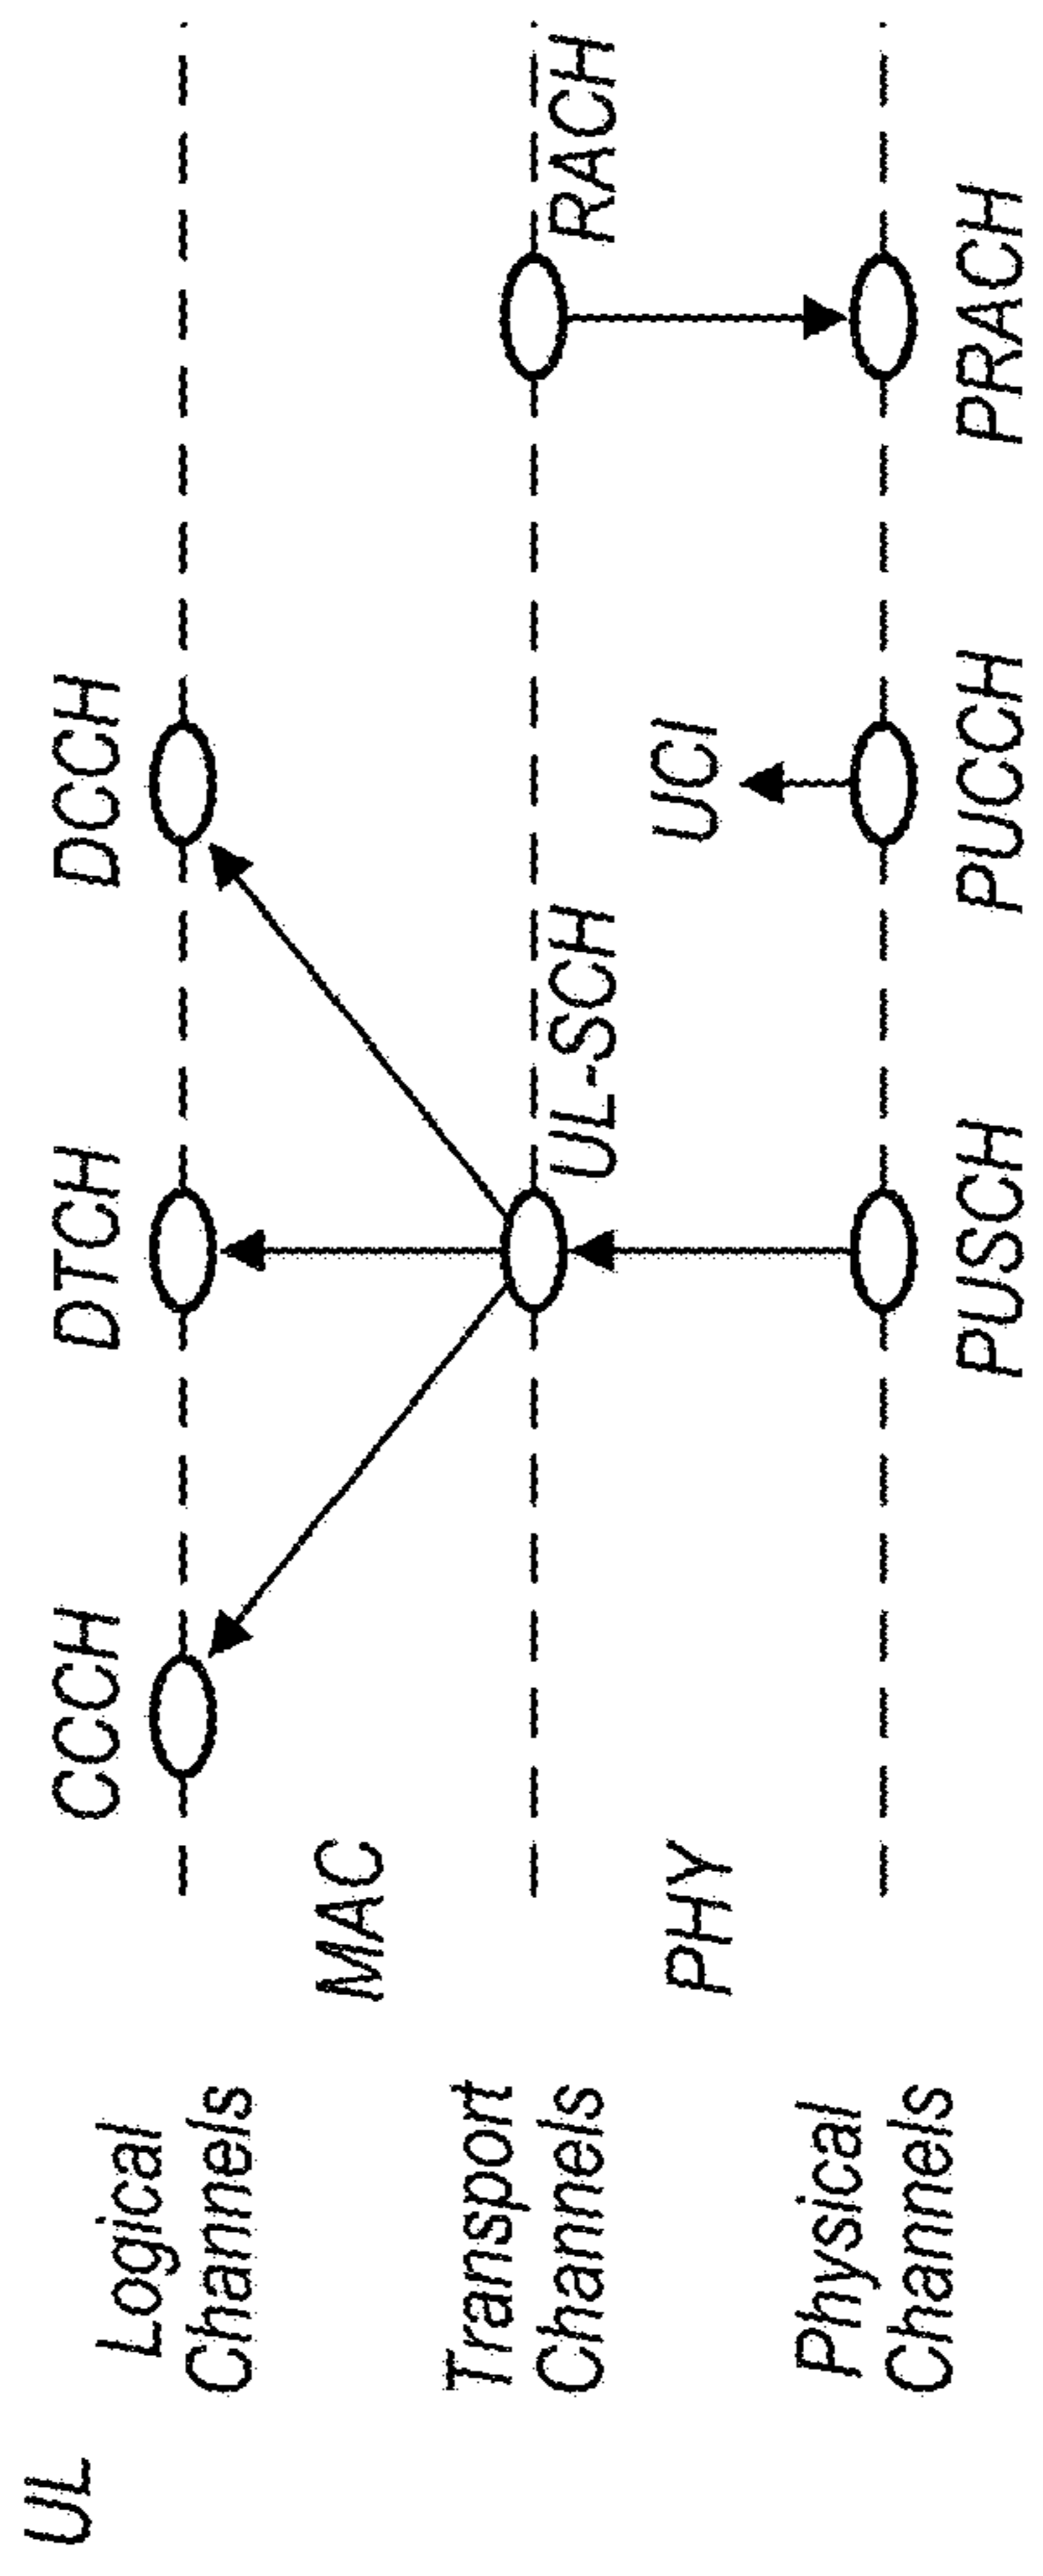 UL
Logical
Channels
CCCH
DTCH
DCCH
MAC
Transport
Channels
UL-SCH
RACH
PHY
UCI
Physical
Channels
PUSCH
PUCCH
PRACH